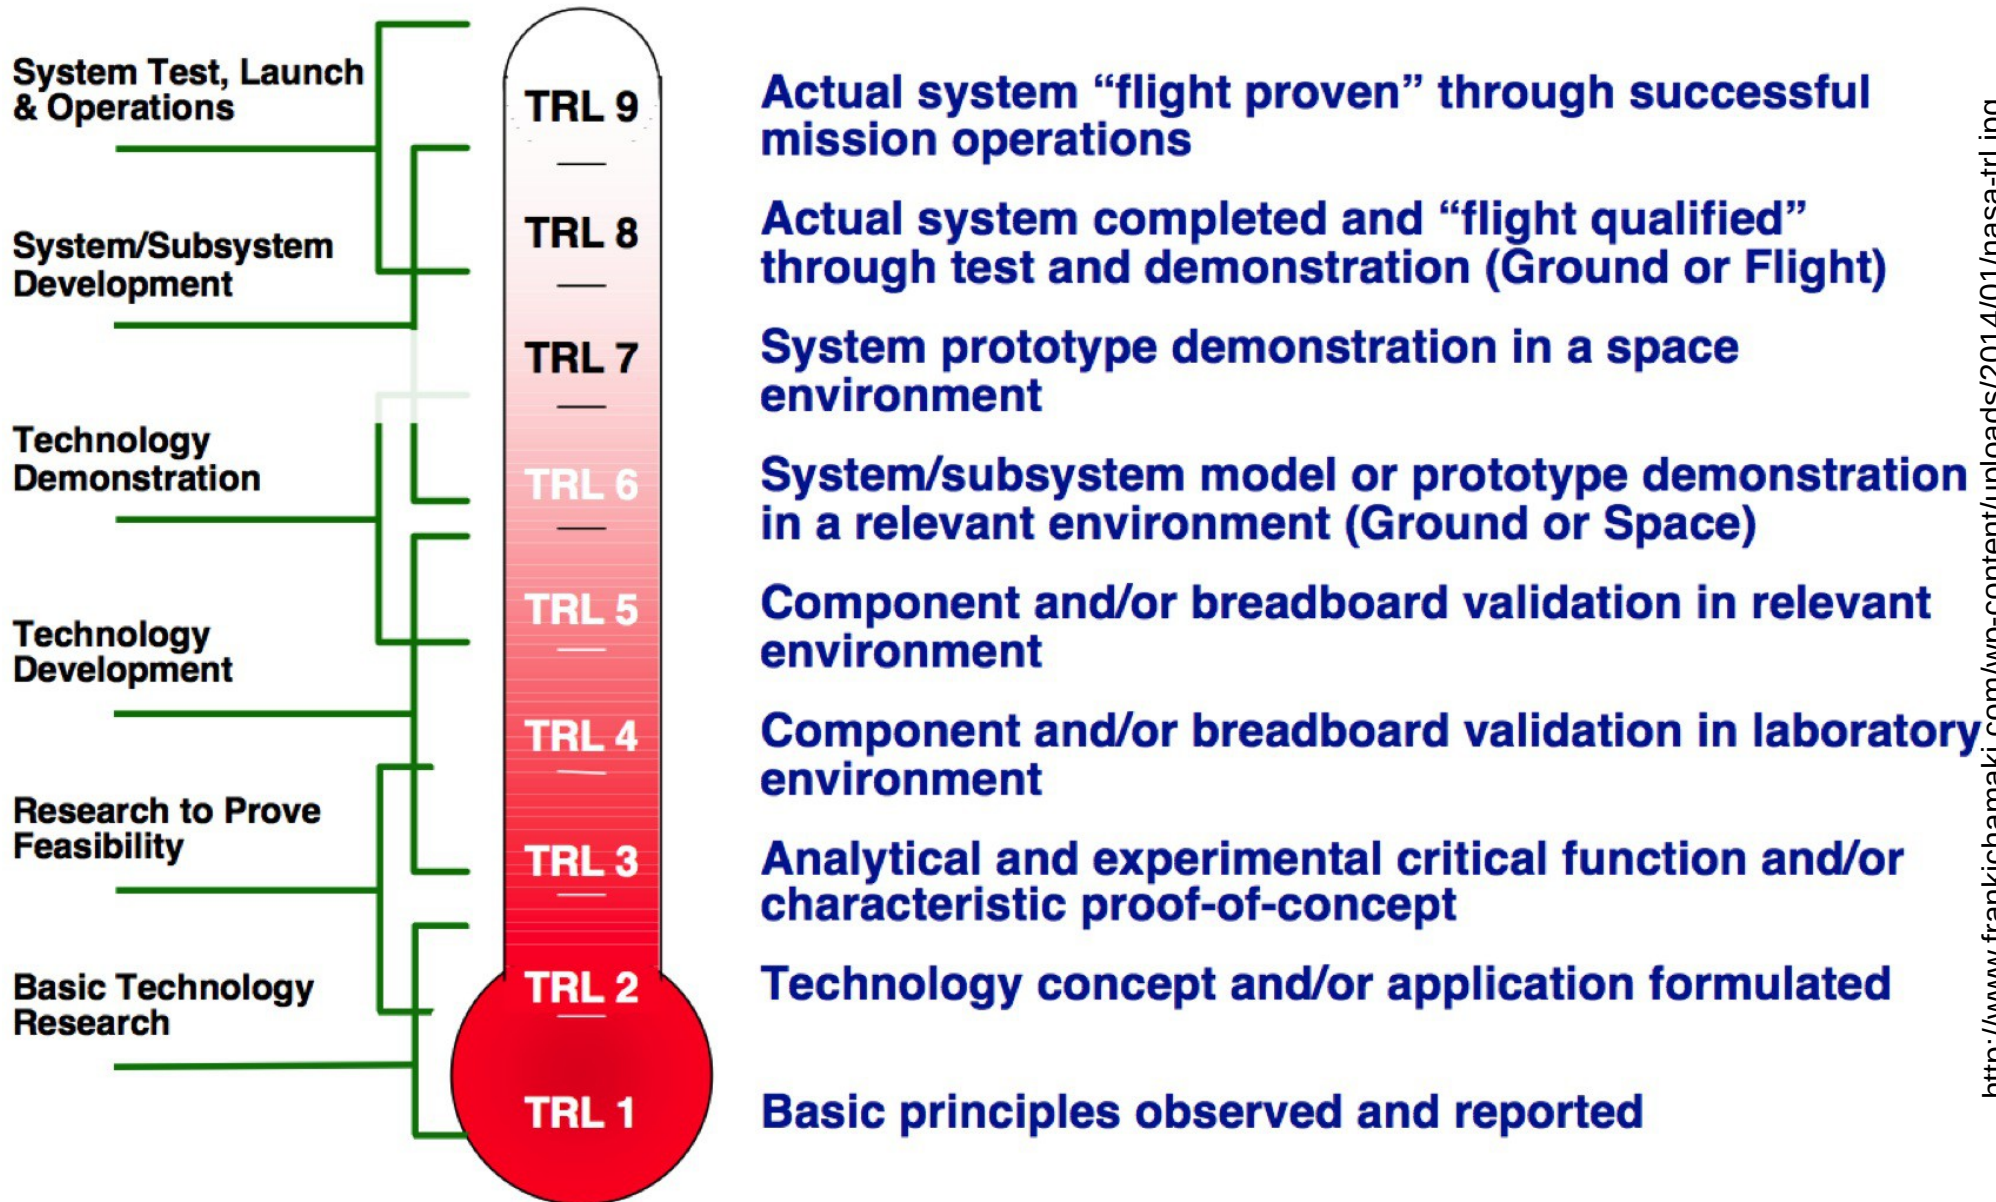 System Test, Launch
& Operations
System/Subsystem
Development
Technology
Demonstration
Technology
Development
Research to Prove
Feasibility
Basic Technology
Research
TRL 9
TRL 8
TRL 7
TRL 6
TRL 5
TRL 4
TRL 3
TRL 2
TRL 1
Actual system “flight proven” through successful
mission operations
Actual system completed and “flight qualified”
through test and demonstration (Ground or Flight)
System prototype demonstration in a space
environment
System/subsystem model or prototype demonstration
in a relevant environment (Ground or Space)
Component and/or breadboard validation in relevant
environment
Component and/or breadboard validation in laboratory
environment
Analytical and experimental critical function and/or
characteristic proof-of-concept
Technology concept and/or application formulated
Basic principles observed and reported
http://www.frankichamaki.com/wp-content/uploads/2014/01/nasa-trl.jpg